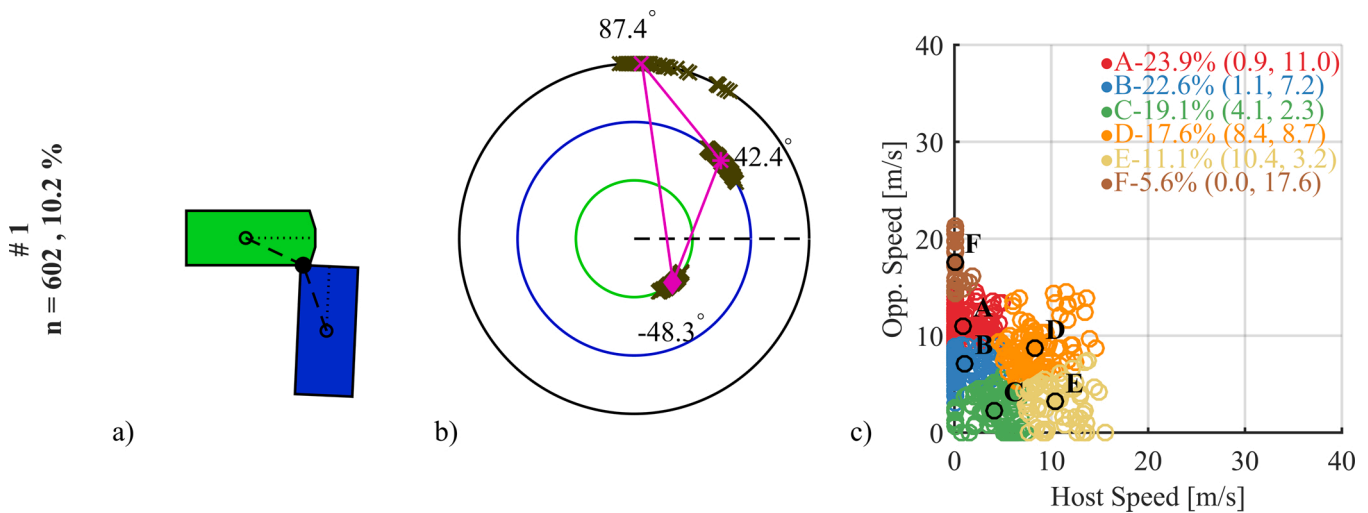 # 1
n = 602 , 10.2 %
a)
87.4°
42.4°
-48.3°
b)
A-23.9% (0.9, 11.0)
B-22.6% (1.1, 7.2)
C-19.1% (4.1, 2.3)
D-17.6% (8.4, 8.7)
E-11.1% (10.4, 3.2)
F-5.6% (0.0, 17.6)
40
30
20
10
0
Opp. Speed [m/s]
F
A
B
D
C
E
c)
0
10
20
30
40
Host Speed [m/s]